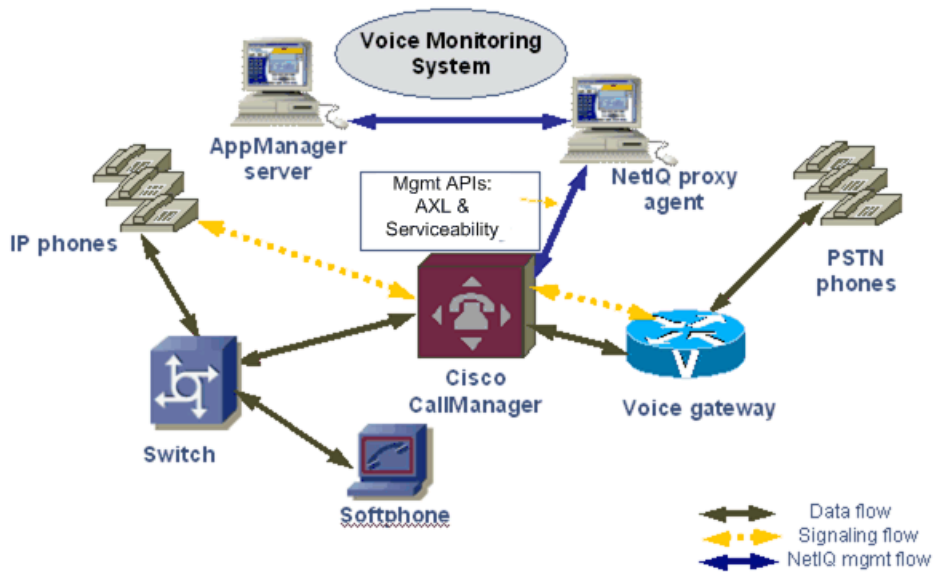 Voice Monitoring
System
AppManager
server
NetIQ proxy
agent
Mgmt APIs:
AXL &
Serviceability
IP phones
PSTN
phones
Cisco
CallManager
V
Voice gateway
Switch
Softphone
Data flow
Signaling flow
NetIQ mgmt flow